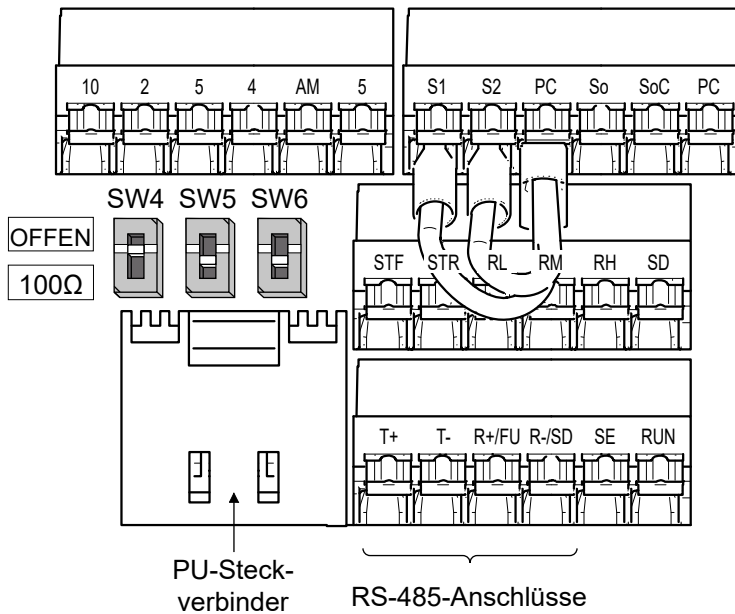 10 2 5 4 AM 5
S1 S2 PC So SoC PC
SW4 SW5 SW6
OFFEN
100Ω
STF STR RL RM RH SD
T+ T- R+/FU R-/SD SE RUN
PU-Steck-
verbinder
RS-485-Anschlüsse